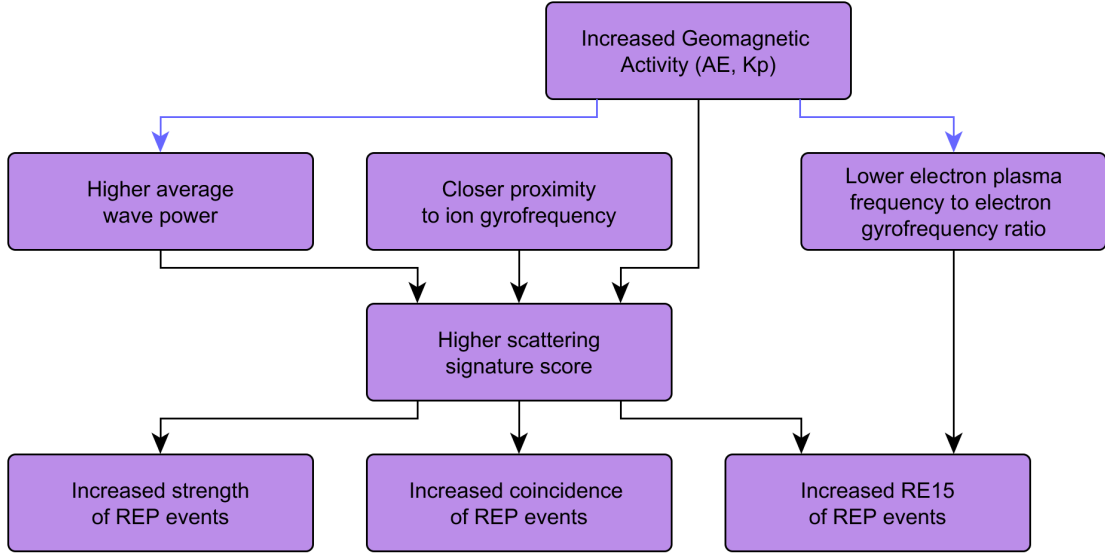 Increased Geomagnetic
Activity (AE, Kp)
Higher average
wave power
Closer proximity
to ion gyrofrequency
Lower electron plasma
frequency to electron
gyrofrequency ratio
Higher scattering
signature score
Increased strength
of REP events
Increased coincidence
of REP events
Increased RE15
of REP events